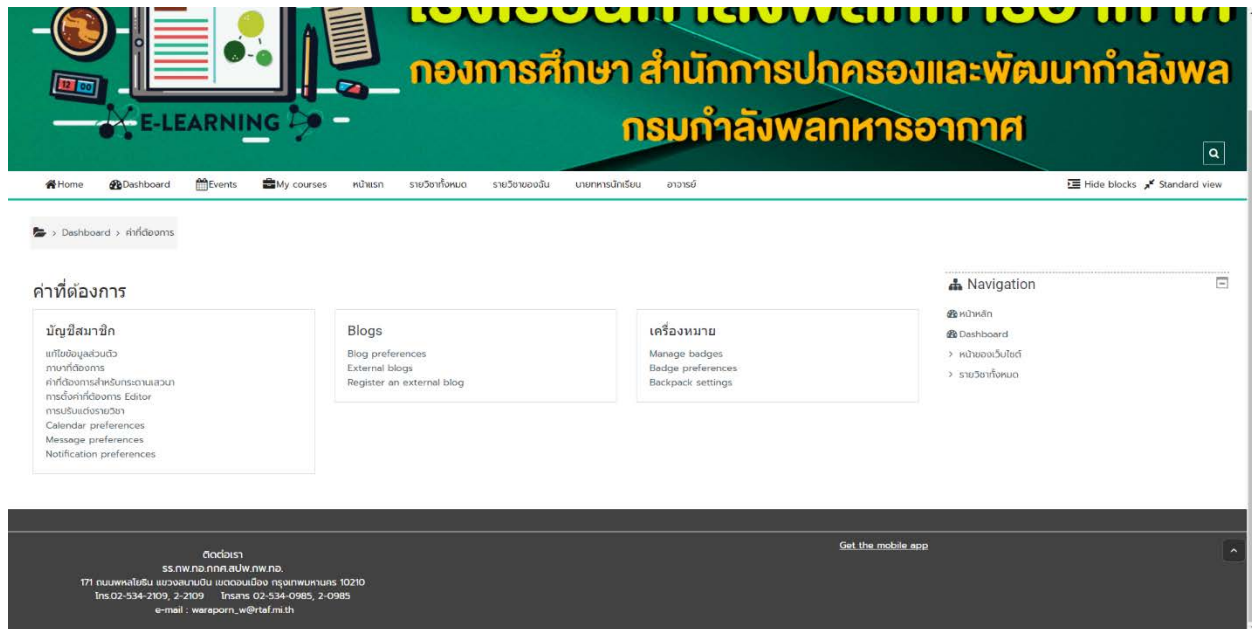 กองการศึกษา สำนักการปกครองและพัฒนากำลังพล
กรมกำลังพลทหารอากาศ
12 00
E-LEARNING
Home Dashboard Events My courses หน้าแรก รายวิชาทั้งหมด รายวิชาของฉัน นายทหารนักเรียน อาจารย์ Hide blocks Standard view
> Dashboard > ค่าที่ต้องการ
ค่าที่ต้องการ
บัญชีสมาชิก
แก้ไขข้อมูลส่วนตัว
ภาษาที่ต้องการ
ค่าที่ต้องการสำหรับกระดานเสวนา
การตั้งค่าที่ต้องการ Editor
การปรับแต่งรายวิชา
Calendar preferences
Message preferences
Notification preferences
Blogs
Blog preferences
External blogs
Register an external blog
เครื่องหมาย
Manage badges
Badge preferences
Backpack settings
Navigation
หน้าหลัก
Dashboard
> หน้าของเว็บไซต์
> รายวิชาทั้งหมด
ติดต่อเรา
รร.กพ.ทอ.กกศ.สปพ.กพ.ทอ.
171 ถนนพหลโยธิน แขวงสนามบิน เขตดอนเมือง กรุงเทพมหานคร 10210
โทร.02-534-2109, 2-2109 โทรสาร 02-534-0985, 2-0985
e-mail : waraporn_w@rtaf.mi.th
Get the mobile app